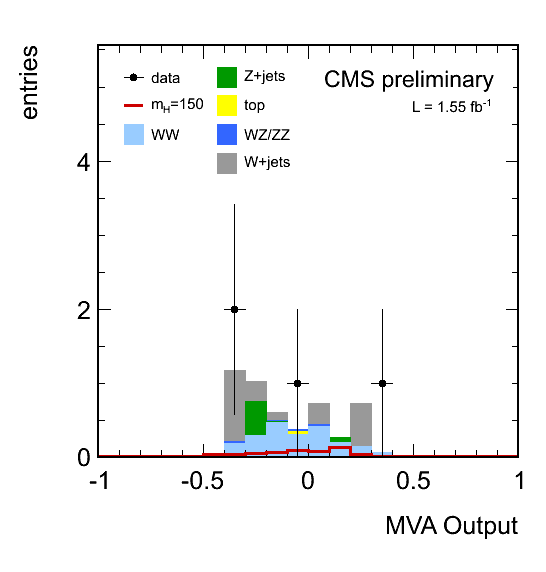 entries
CMS preliminary
L = 1.55 fb⁻¹
data
m_H=150
WW
Z+jets
top
WZ/ZZ
W+jets
4
2
0
-1 -0.5 0 0.5 1
MVA Output